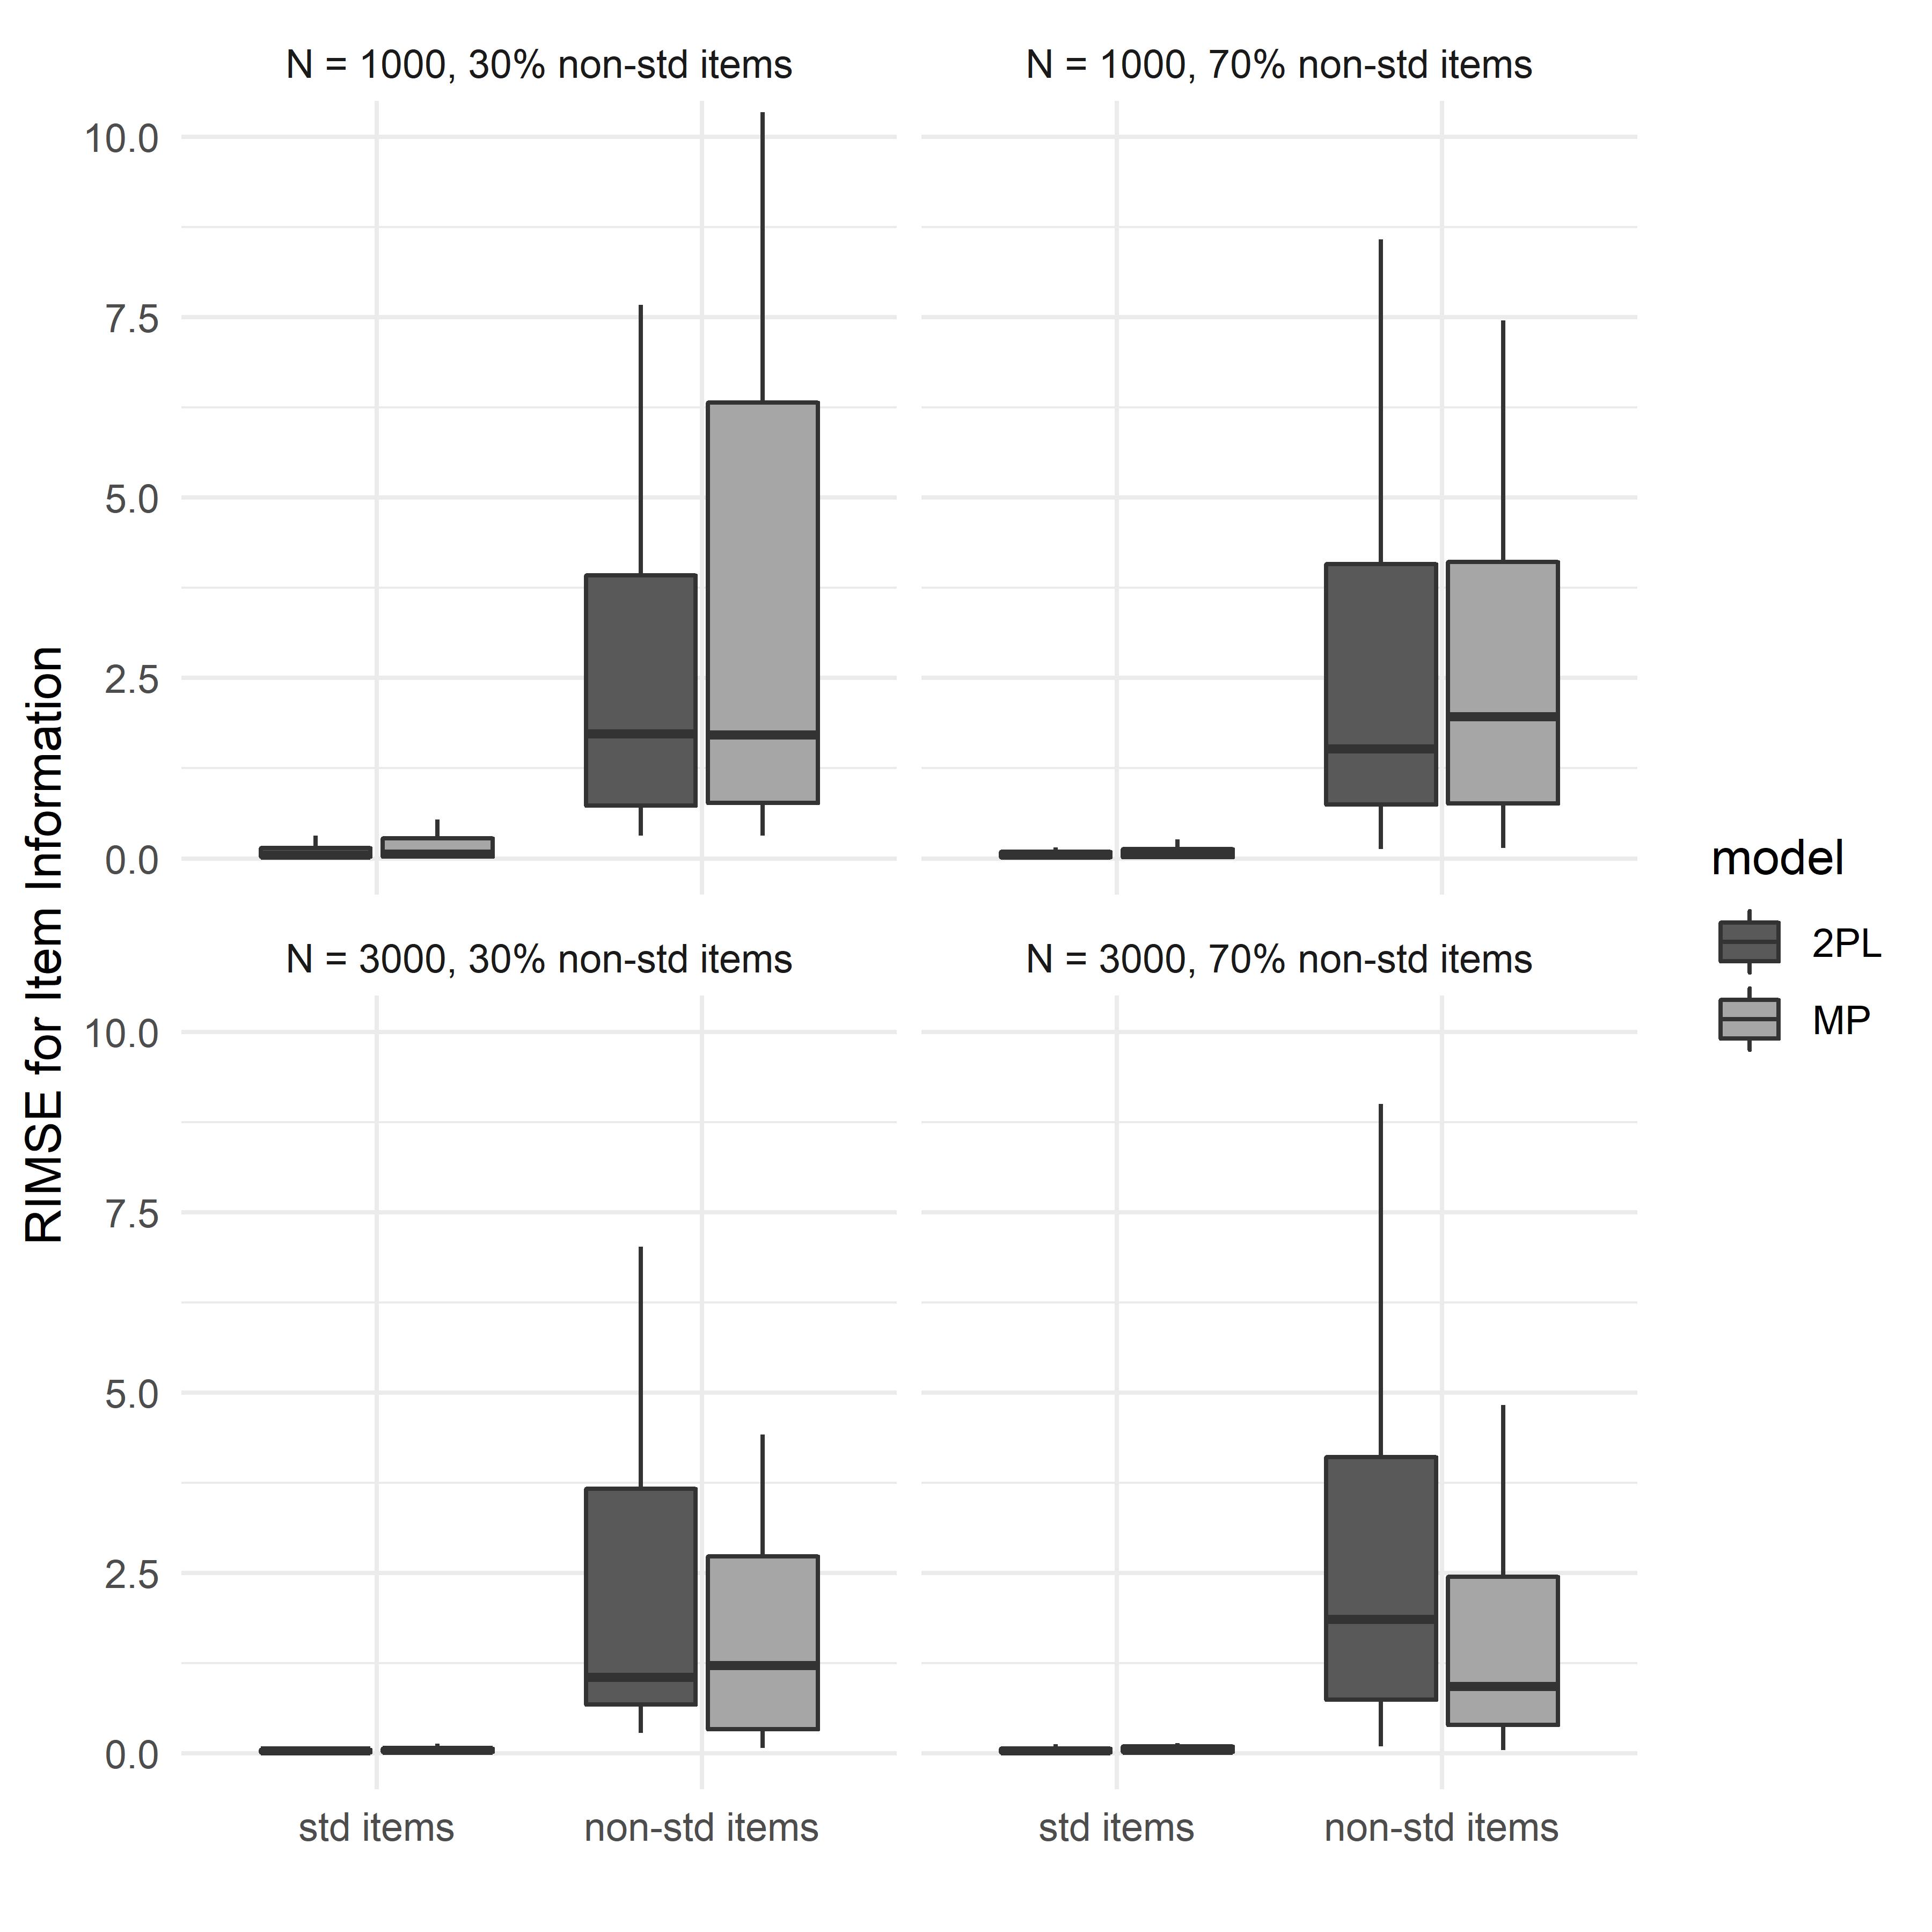 N = 1000, 30% non-std items
N = 1000, 70% non-std items
10.0
7.5
5.0
2.5
0.0
N = 3000, 30% non-std items
N = 3000, 70% non-std items
10.0
7.5
5.0
2.5
0.0
std items
non-std items
std items
non-std items
RIMSE for Item Information
model
2PL
MP